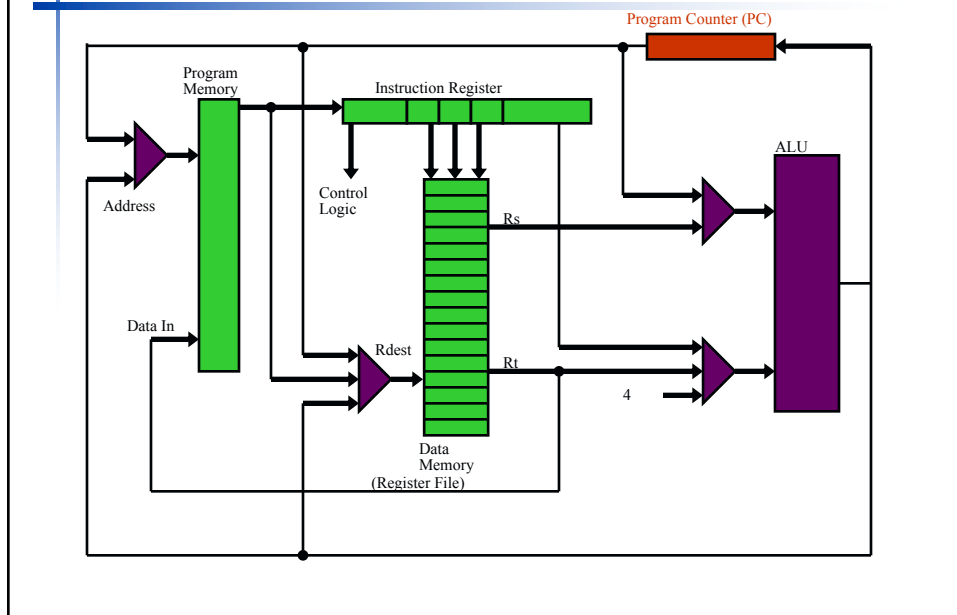 Program Counter (PC)
Program
Memory
Instruction Register
ALU
Control
Logic
Address
Rs
Data In
Rdest
Rt
4
Data
Memory
(Register File)